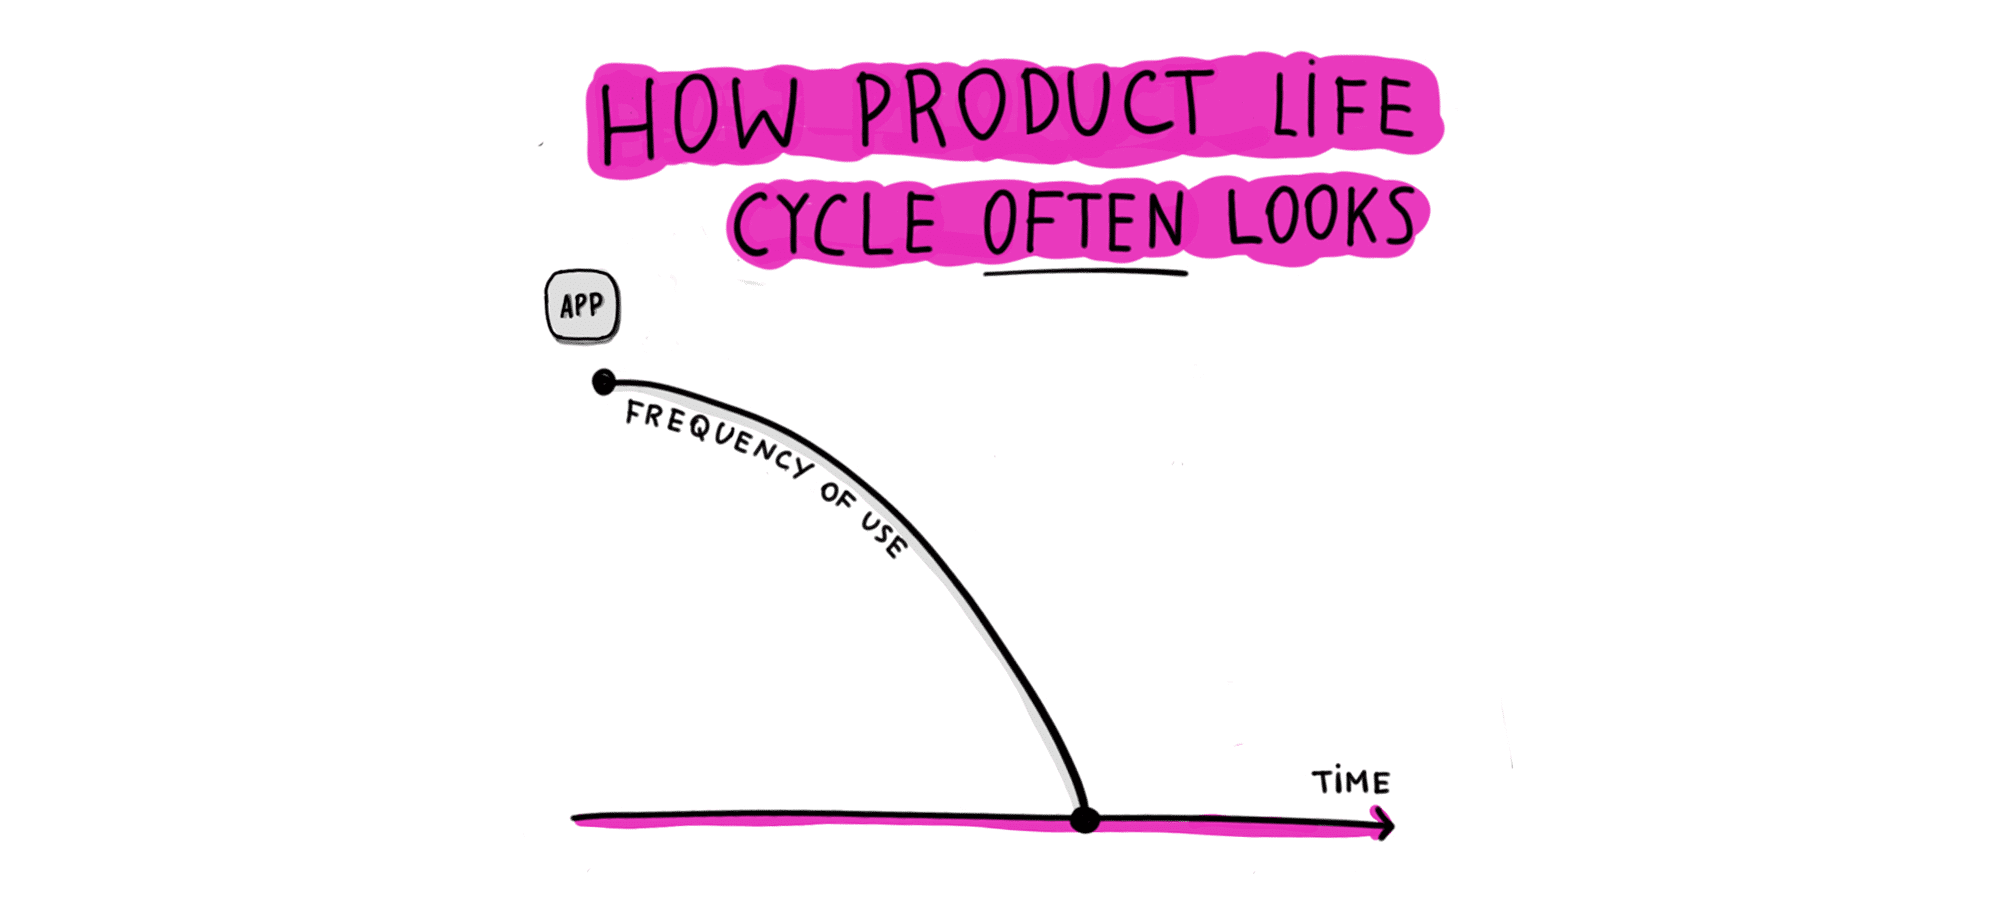 HOW PRODUCT LIFE
CYCLE OFTEN LOOKS
APP
FREQUENCY OF USE
TIME